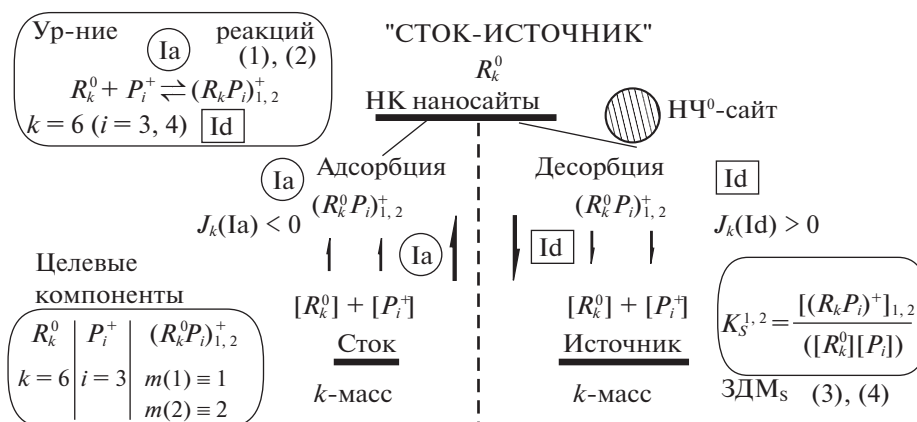 Ур-ние реакций
Ia (1), (2)
R_k^0 + P_i^+ ⇌ (R_kP_i)_{1, 2}^+
k = 6 (i = 3, 4) Id
"СТОК-ИСТОЧНИК"
R_k^0
НК наносайты
НЧ^0-сайт
Ia Адсорбция
(R_k^0 P_i)_{1, 2}^+
J_k(Ia) < 0
Ia
[R_k^0] + [P_i^+]
Сток
k-масс
Десорбция Id
(R_k^0 P_i)_{1, 2}^+
J_k(Id) > 0
Id
[R_k^0] + [P_i^+]
Источник
k-масс
Целевые
компоненты
R_k^0 P_i^+ (R_k^0P_i)_{1, 2}^+
k = 6 i = 3 m(1) ≡ 1
m(2) ≡ 2
K_S^{1, 2} = [(R_kP_i)^+]_{1, 2} / ([R_k^0][P_i])
ЗДМ_s (3), (4)